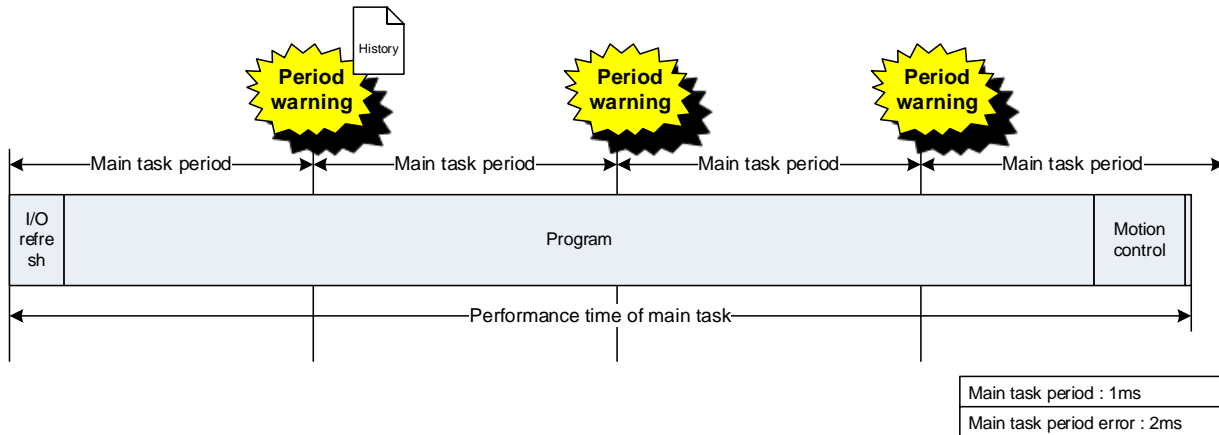 History
Period
warning
Period
warning
Period
warning
Main task period
Main task period
Main task period
Main task period
I/O
refre
sh
Program
Motion
control
Performance time of main task
Main task period : 1ms
Main task period error : 2ms